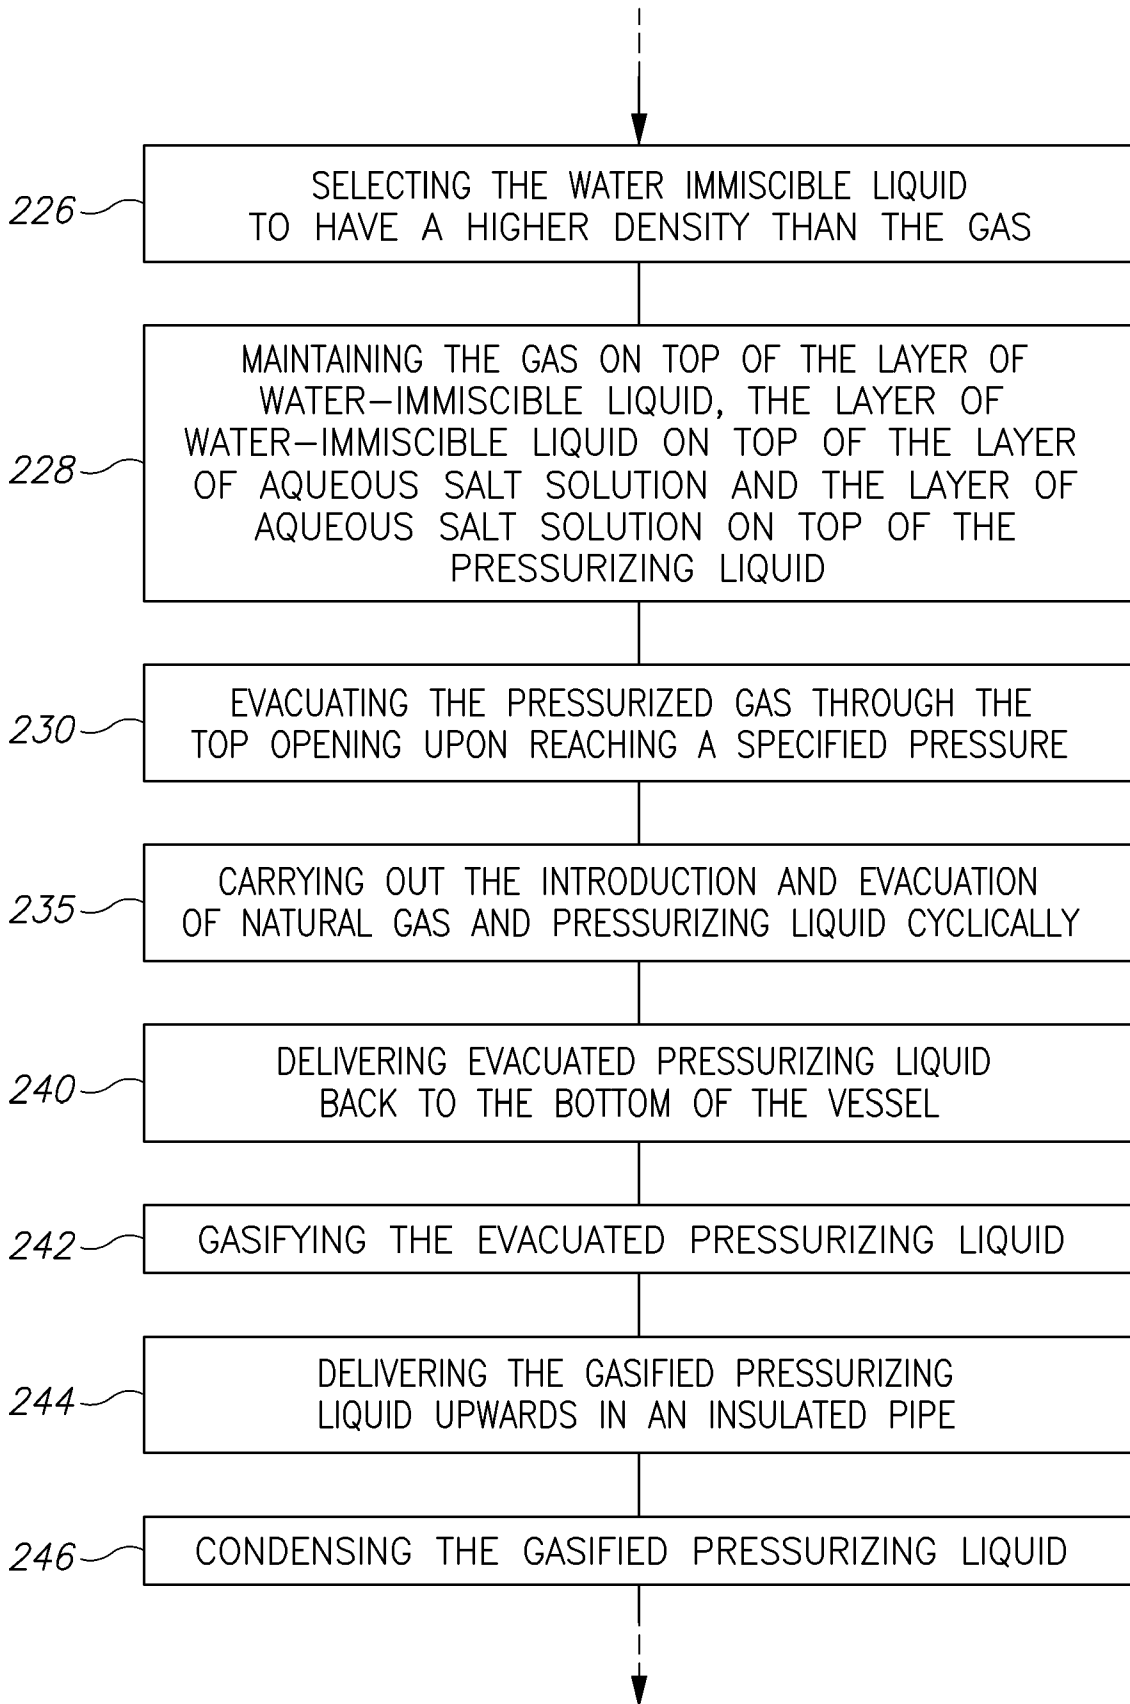 226
SELECTING THE WATER IMMISCIBLE LIQUID
TO HAVE A HIGHER DENSITY THAN THE GAS
228
MAINTAINING THE GAS ON TOP OF THE LAYER OF
WATER-IMMISCIBLE LIQUID, THE LAYER OF
WATER-IMMISCIBLE LIQUID ON TOP OF THE LAYER
OF AQUEOUS SALT SOLUTION AND THE LAYER OF
AQUEOUS SALT SOLUTION ON TOP OF THE
PRESSURIZING LIQUID
230
EVACUATING THE PRESSURIZED GAS THROUGH THE
TOP OPENING UPON REACHING A SPECIFIED PRESSURE
235
CARRYING OUT THE INTRODUCTION AND EVACUATION
OF NATURAL GAS AND PRESSURIZING LIQUID CYCLICALLY
240
DELIVERING EVACUATED PRESSURIZING LIQUID
BACK TO THE BOTTOM OF THE VESSEL
242
GASIFYING THE EVACUATED PRESSURIZING LIQUID
244
DELIVERING THE GASIFIED PRESSURIZING
LIQUID UPWARDS IN AN INSULATED PIPE
246
CONDENSING THE GASIFIED PRESSURIZING LIQUID